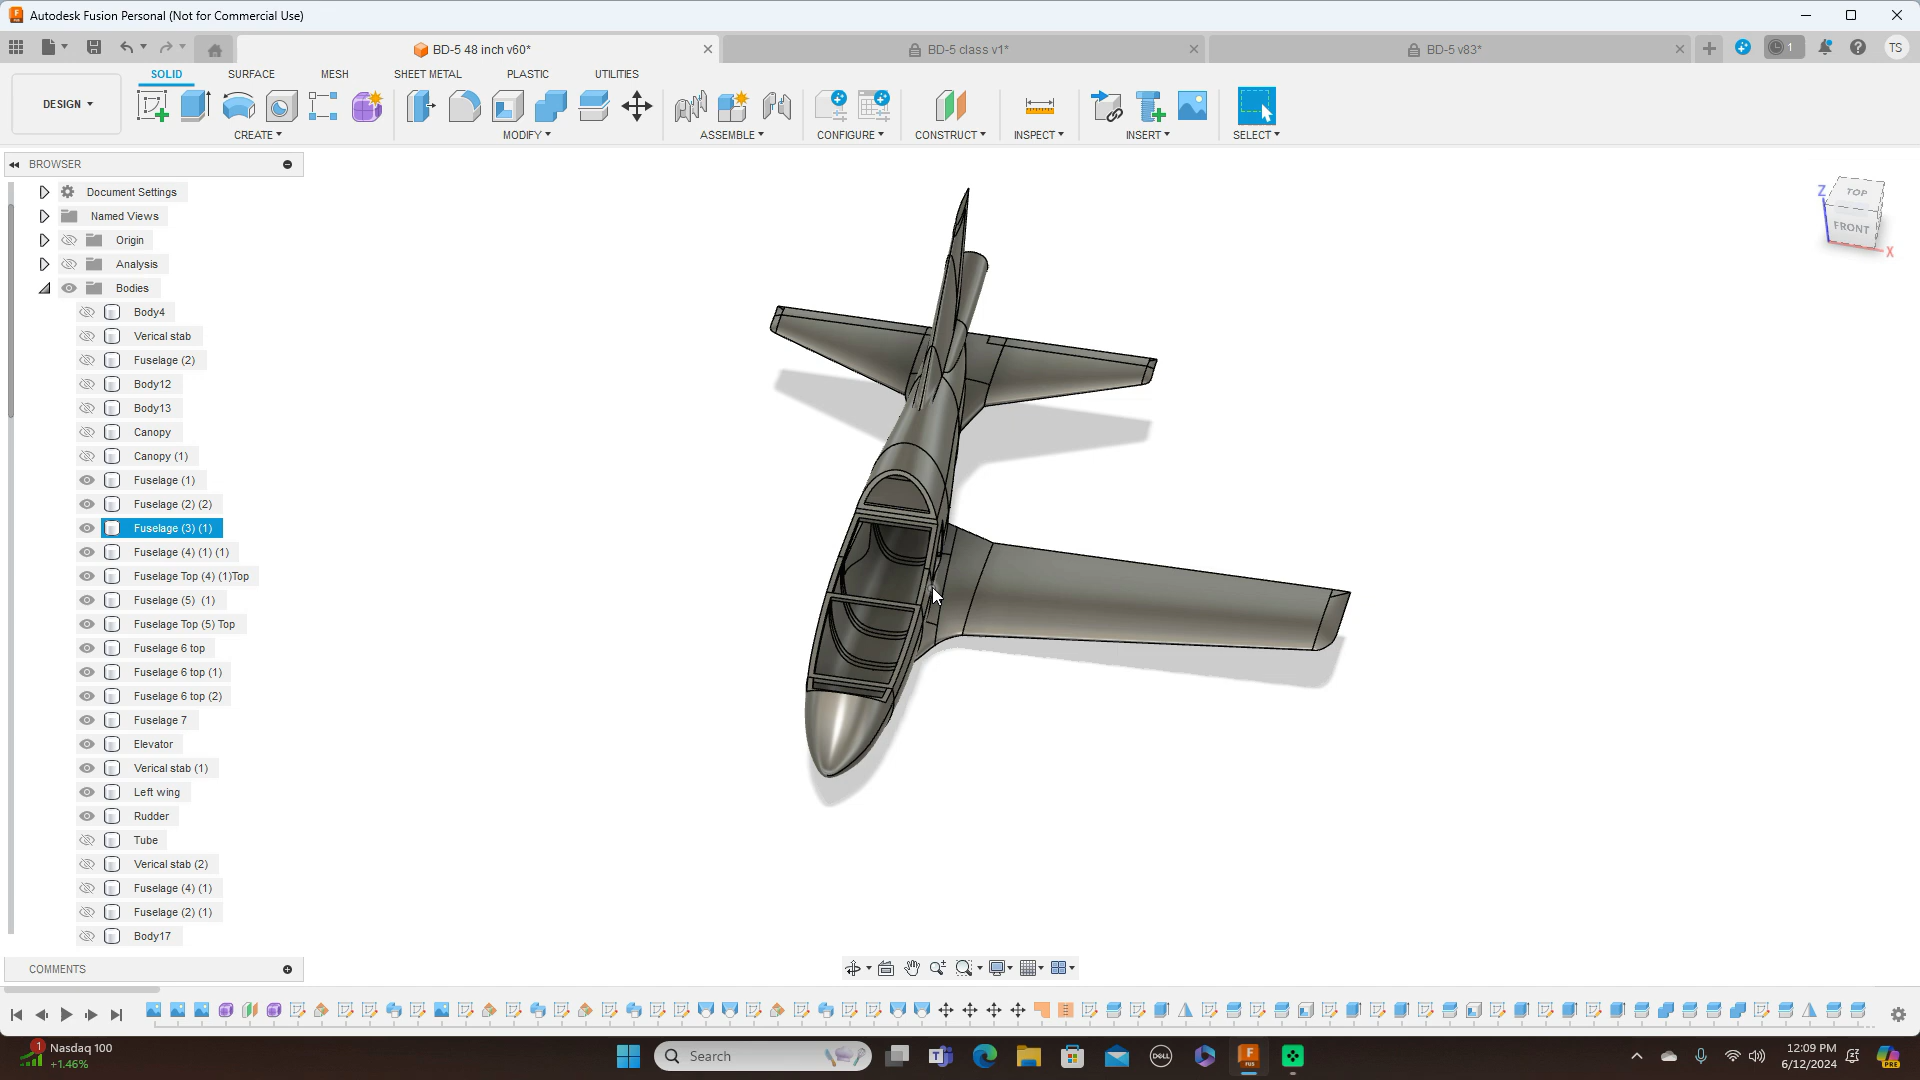 Autodesk Fusion Personal (Not for Commercial Use)
BD-5 48 inch v60*
BD-5 class v1*
BD-5 v83*
1
TS
SOLID
SURFACE
MESH
SHEET METAL
PLASTIC
UTILITIES
DESIGN
CREATE
MODIFY
ASSEMBLE
CONFIGURE
CONSTRUCT
INSPECT
INSERT
SELECT
BROWSER
Document Settings
Named Views
Origin
Analysis
Bodies
Body4
Verical stab
Fuselage (2)
Body12
Body13
Canopy
Canopy (1)
Fuselage (1)
Fuselage (2) (2)
Fuselage (3) (1)
Fuselage (4) (1) (1)
Fuselage Top (4) (1)Top
Fuselage (5)  (1)
Fuselage Top (5) Top
Fuselage 6 top
Fuselage 6 top (1)
Fuselage 6 top (2)
Fuselage 7
Elevator
Verical stab (1)
Left wing
Rudder
Tube
Verical stab (2)
Fuselage (4) (1)
Fuselage (2) (1)
Body17
Z
TOP
FRONT
X
COMMENTS
1
Nasdaq 100
+1.46%
Search
DELL
F
FUS
12:09 PM
6/12/2024
PRE